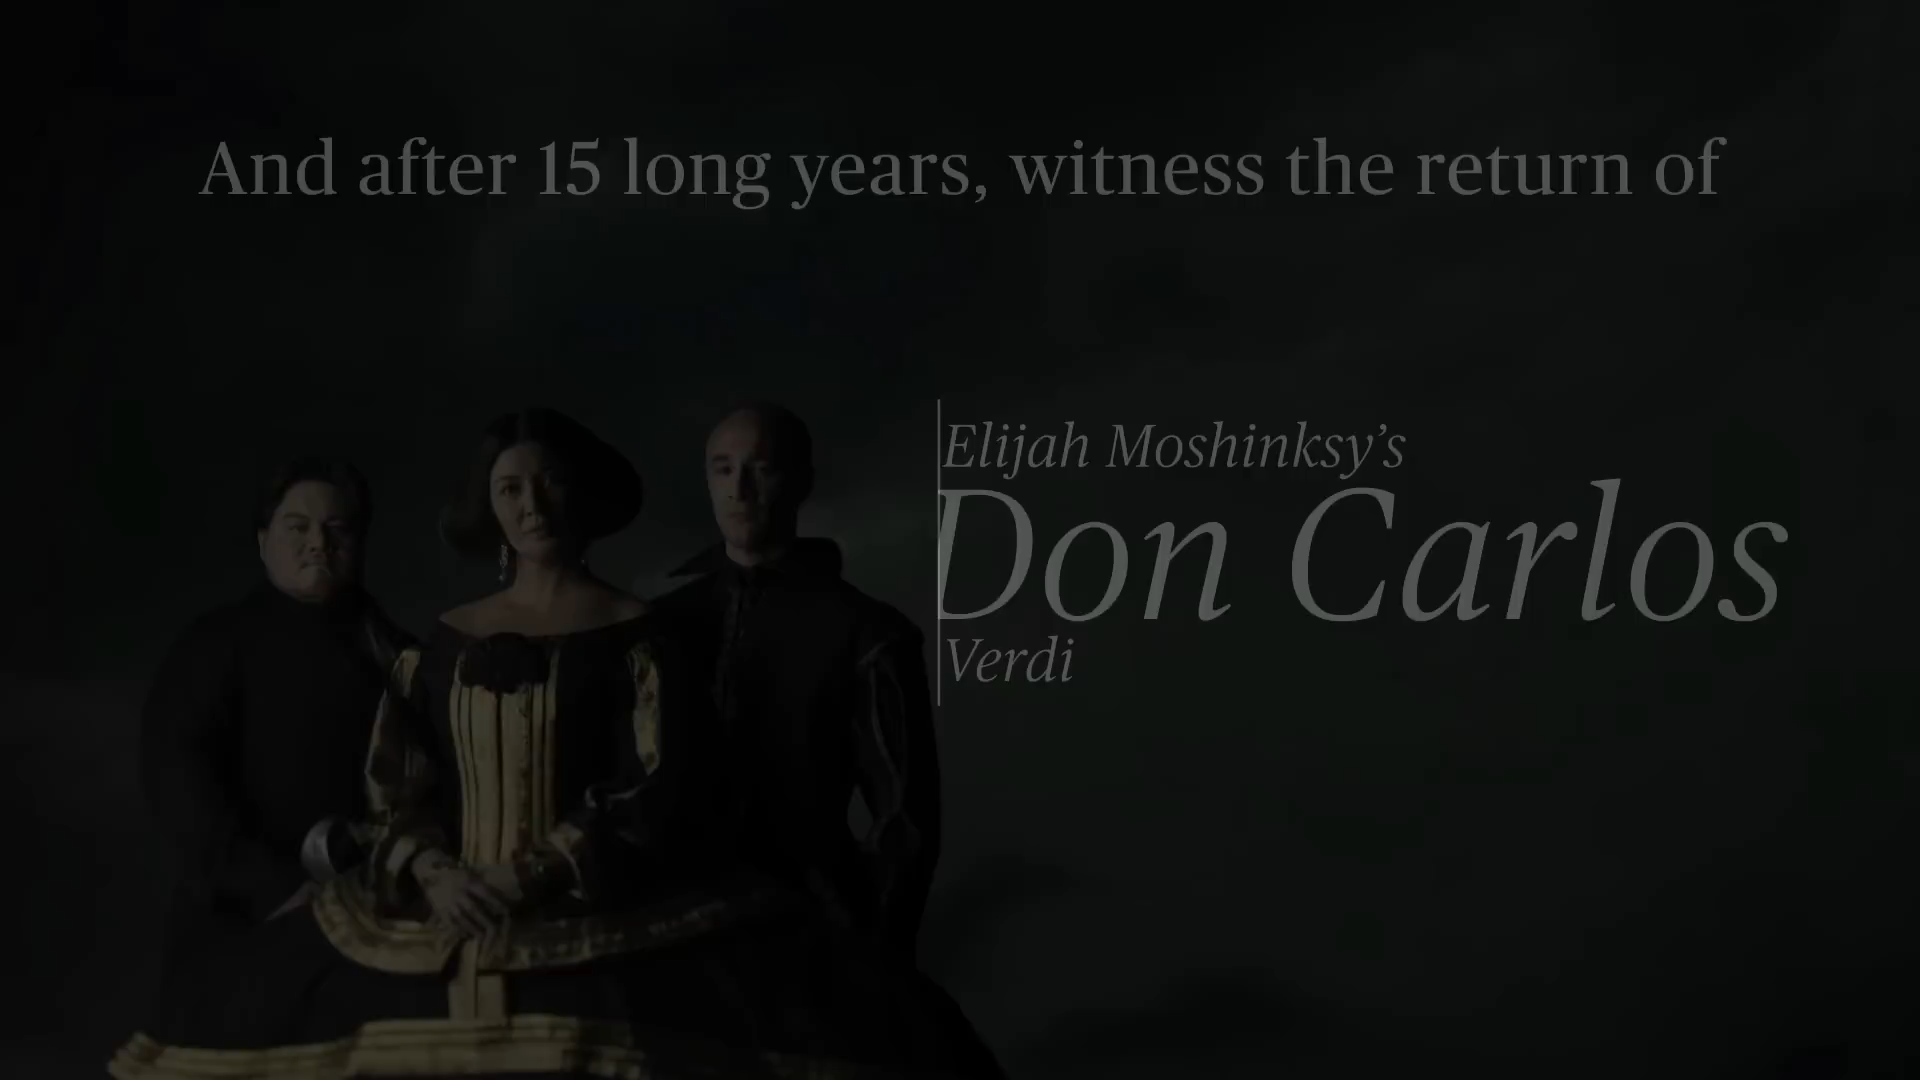 And after 15 long years, witness the return of
Elijah Moshinksy’s
Don Carlos
Verdi